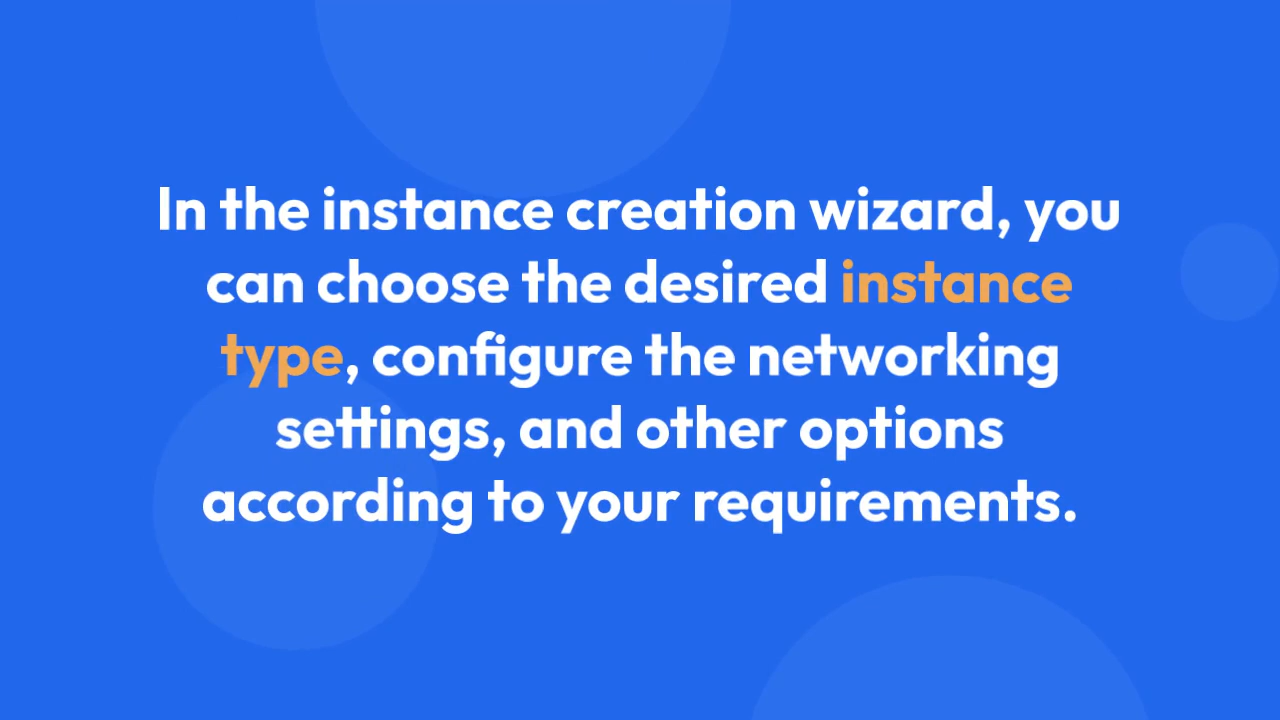 In the instance creation wizard, you
can choose the desired instance
type, configure the networking
settings, and other options
according to your requirements.